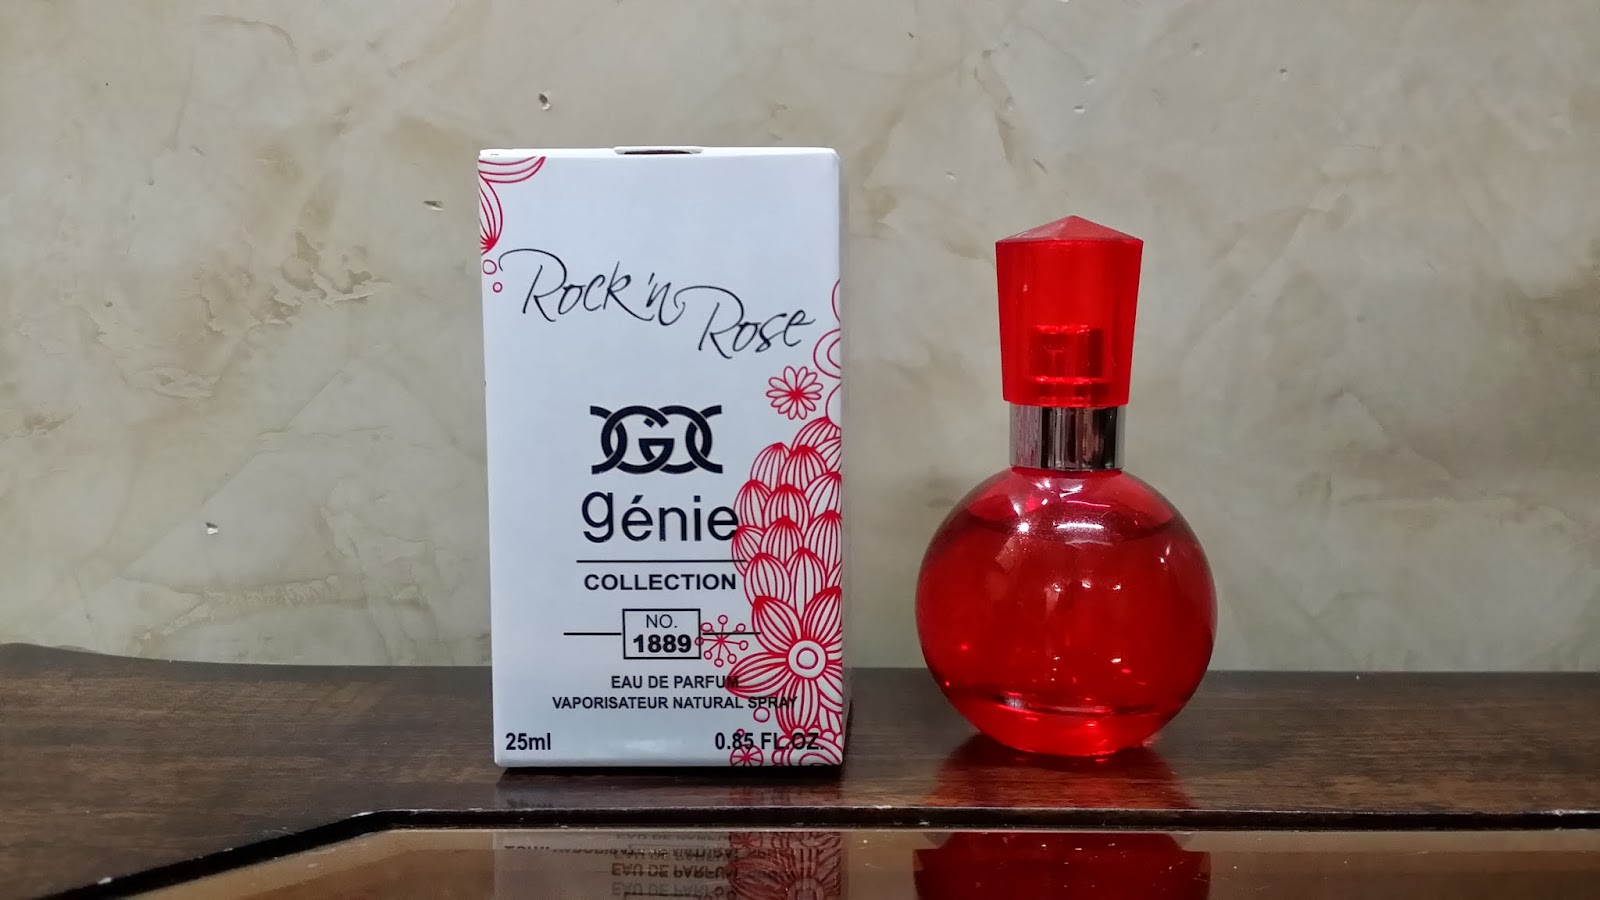 Rock 'n
Rose
génie
COLLECTION
NO.
1889
EAU DE PARFUM
VAPORISATEUR NATURAL SPRAY
25ml 0.85 FL.OZ.